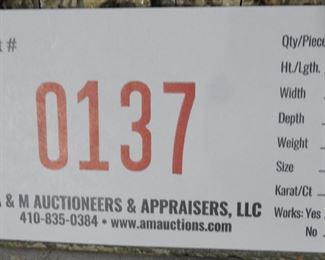 #
Qty/Piece
Ht./Lgth.
Width
0137
Depth
Weight
Size
& M AUCTIONEERS & APPRAISERS, LLC
Karat/Ct
410-835-0384 • www.amauctions.com
Works: Yes
No